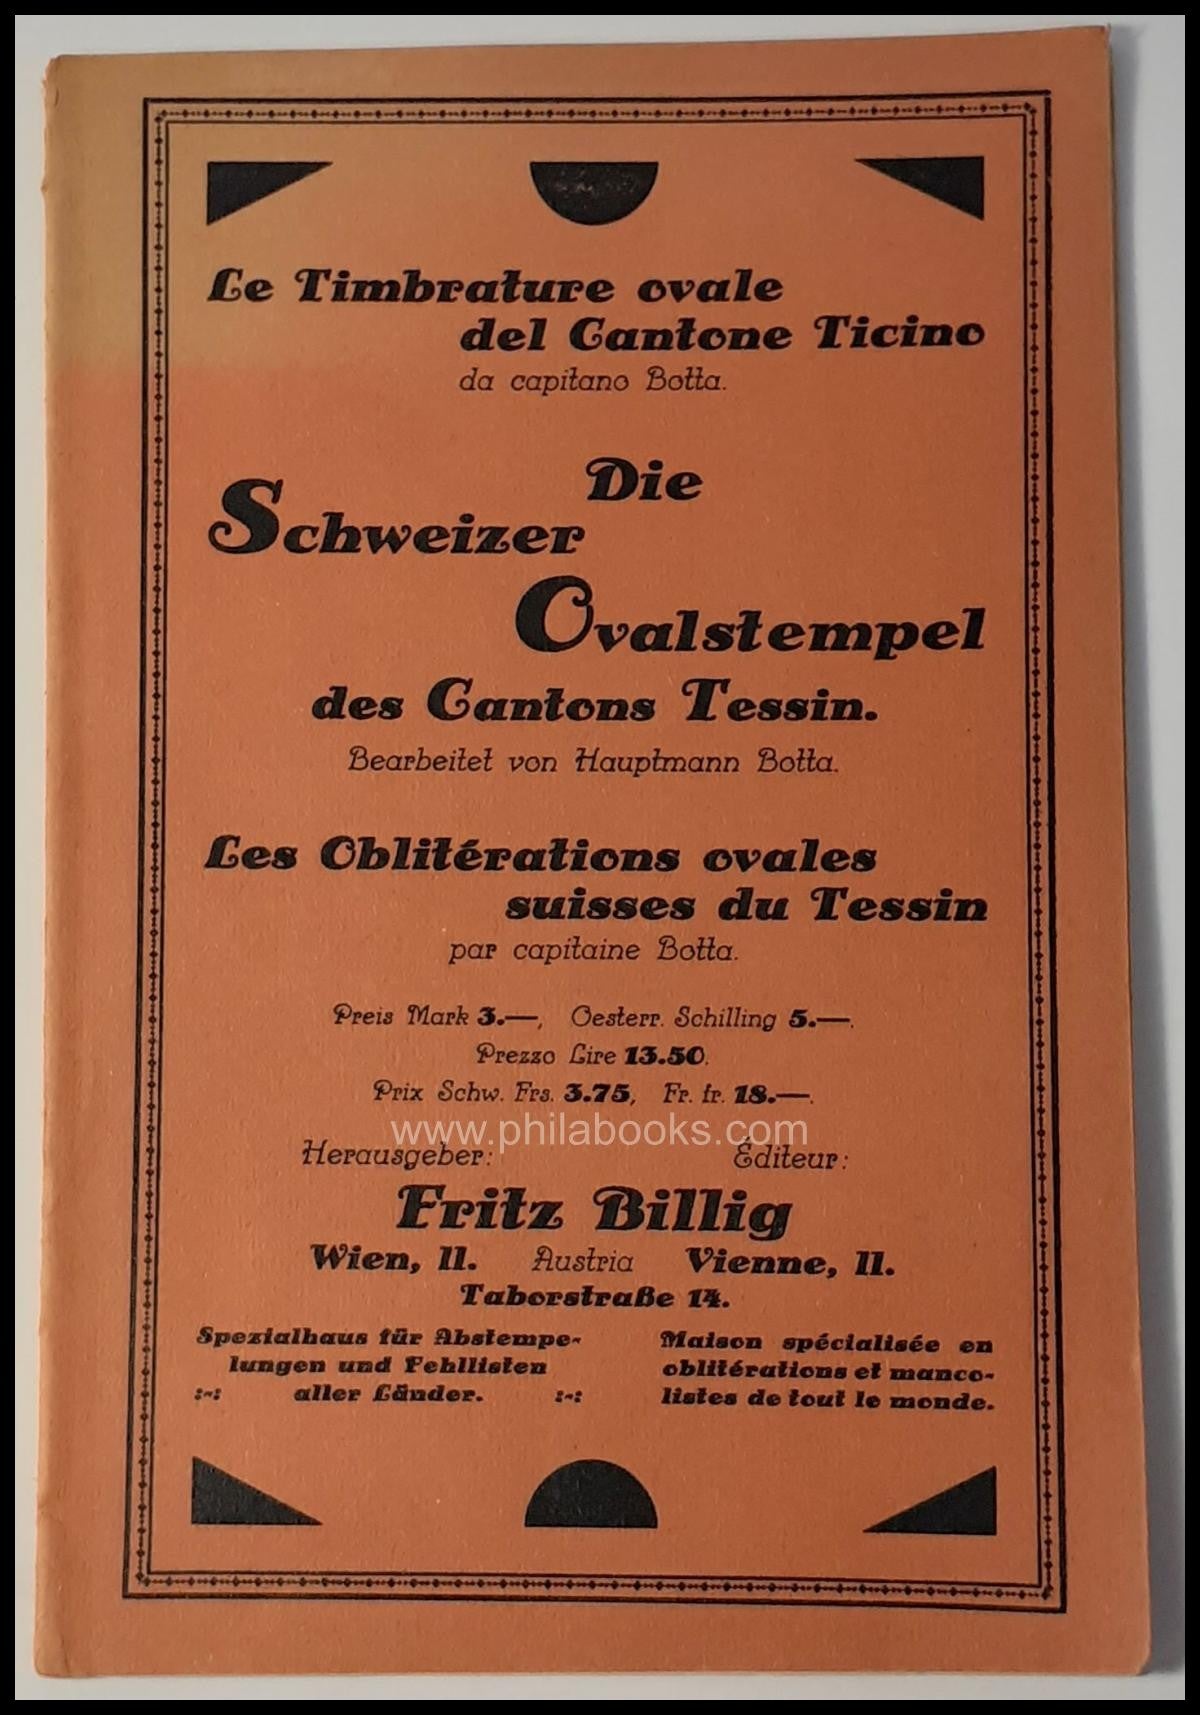 Le Timbrature ovale
del Cantone Ticino
da capitano Botta.
Die
Schweizer
Ovalstempel
des Cantons Tessin.
Bearbeitet von Hauptmann Botta.
Les Oblitérations ovales
suisses du Tessin
par capitaine Botta.
Preis Mark 3.—, Oesterr. Schilling 5.—.
Prezzo Lire 13.50.
Prix Schw. Frs. 3.75, Fr. fr. 18.—.
www.philabooks.com
Herausgeber: Éditeur:
Fritz Billig
Wien, II. Austria Vienne, II.
Taborstraße 14.
Spezialhaus für Abstempe-
lungen und Fehllisten
:-: aller Länder. :-:
Maison spécialisée en
oblitérations et manco-
listes de tout le monde.